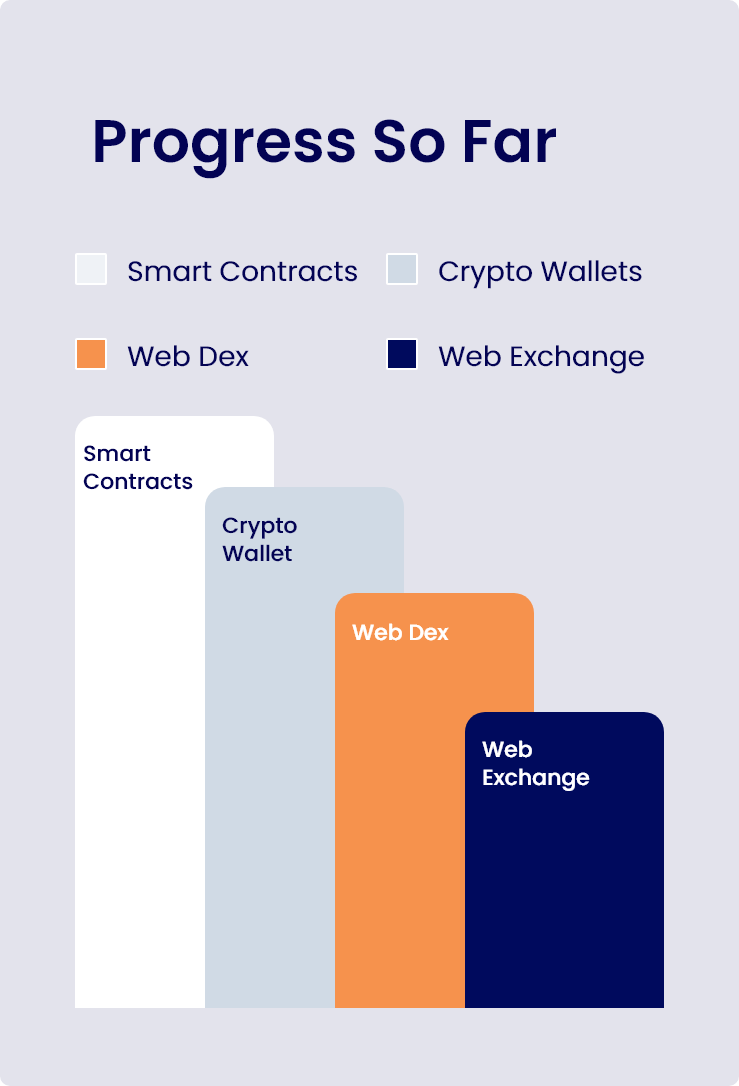 Progress So Far
Smart Contracts
Crypto Wallets
Web Dex
Web Exchange
Smart
Contracts
Crypto
Wallet
Web Dex
Web
Exchange